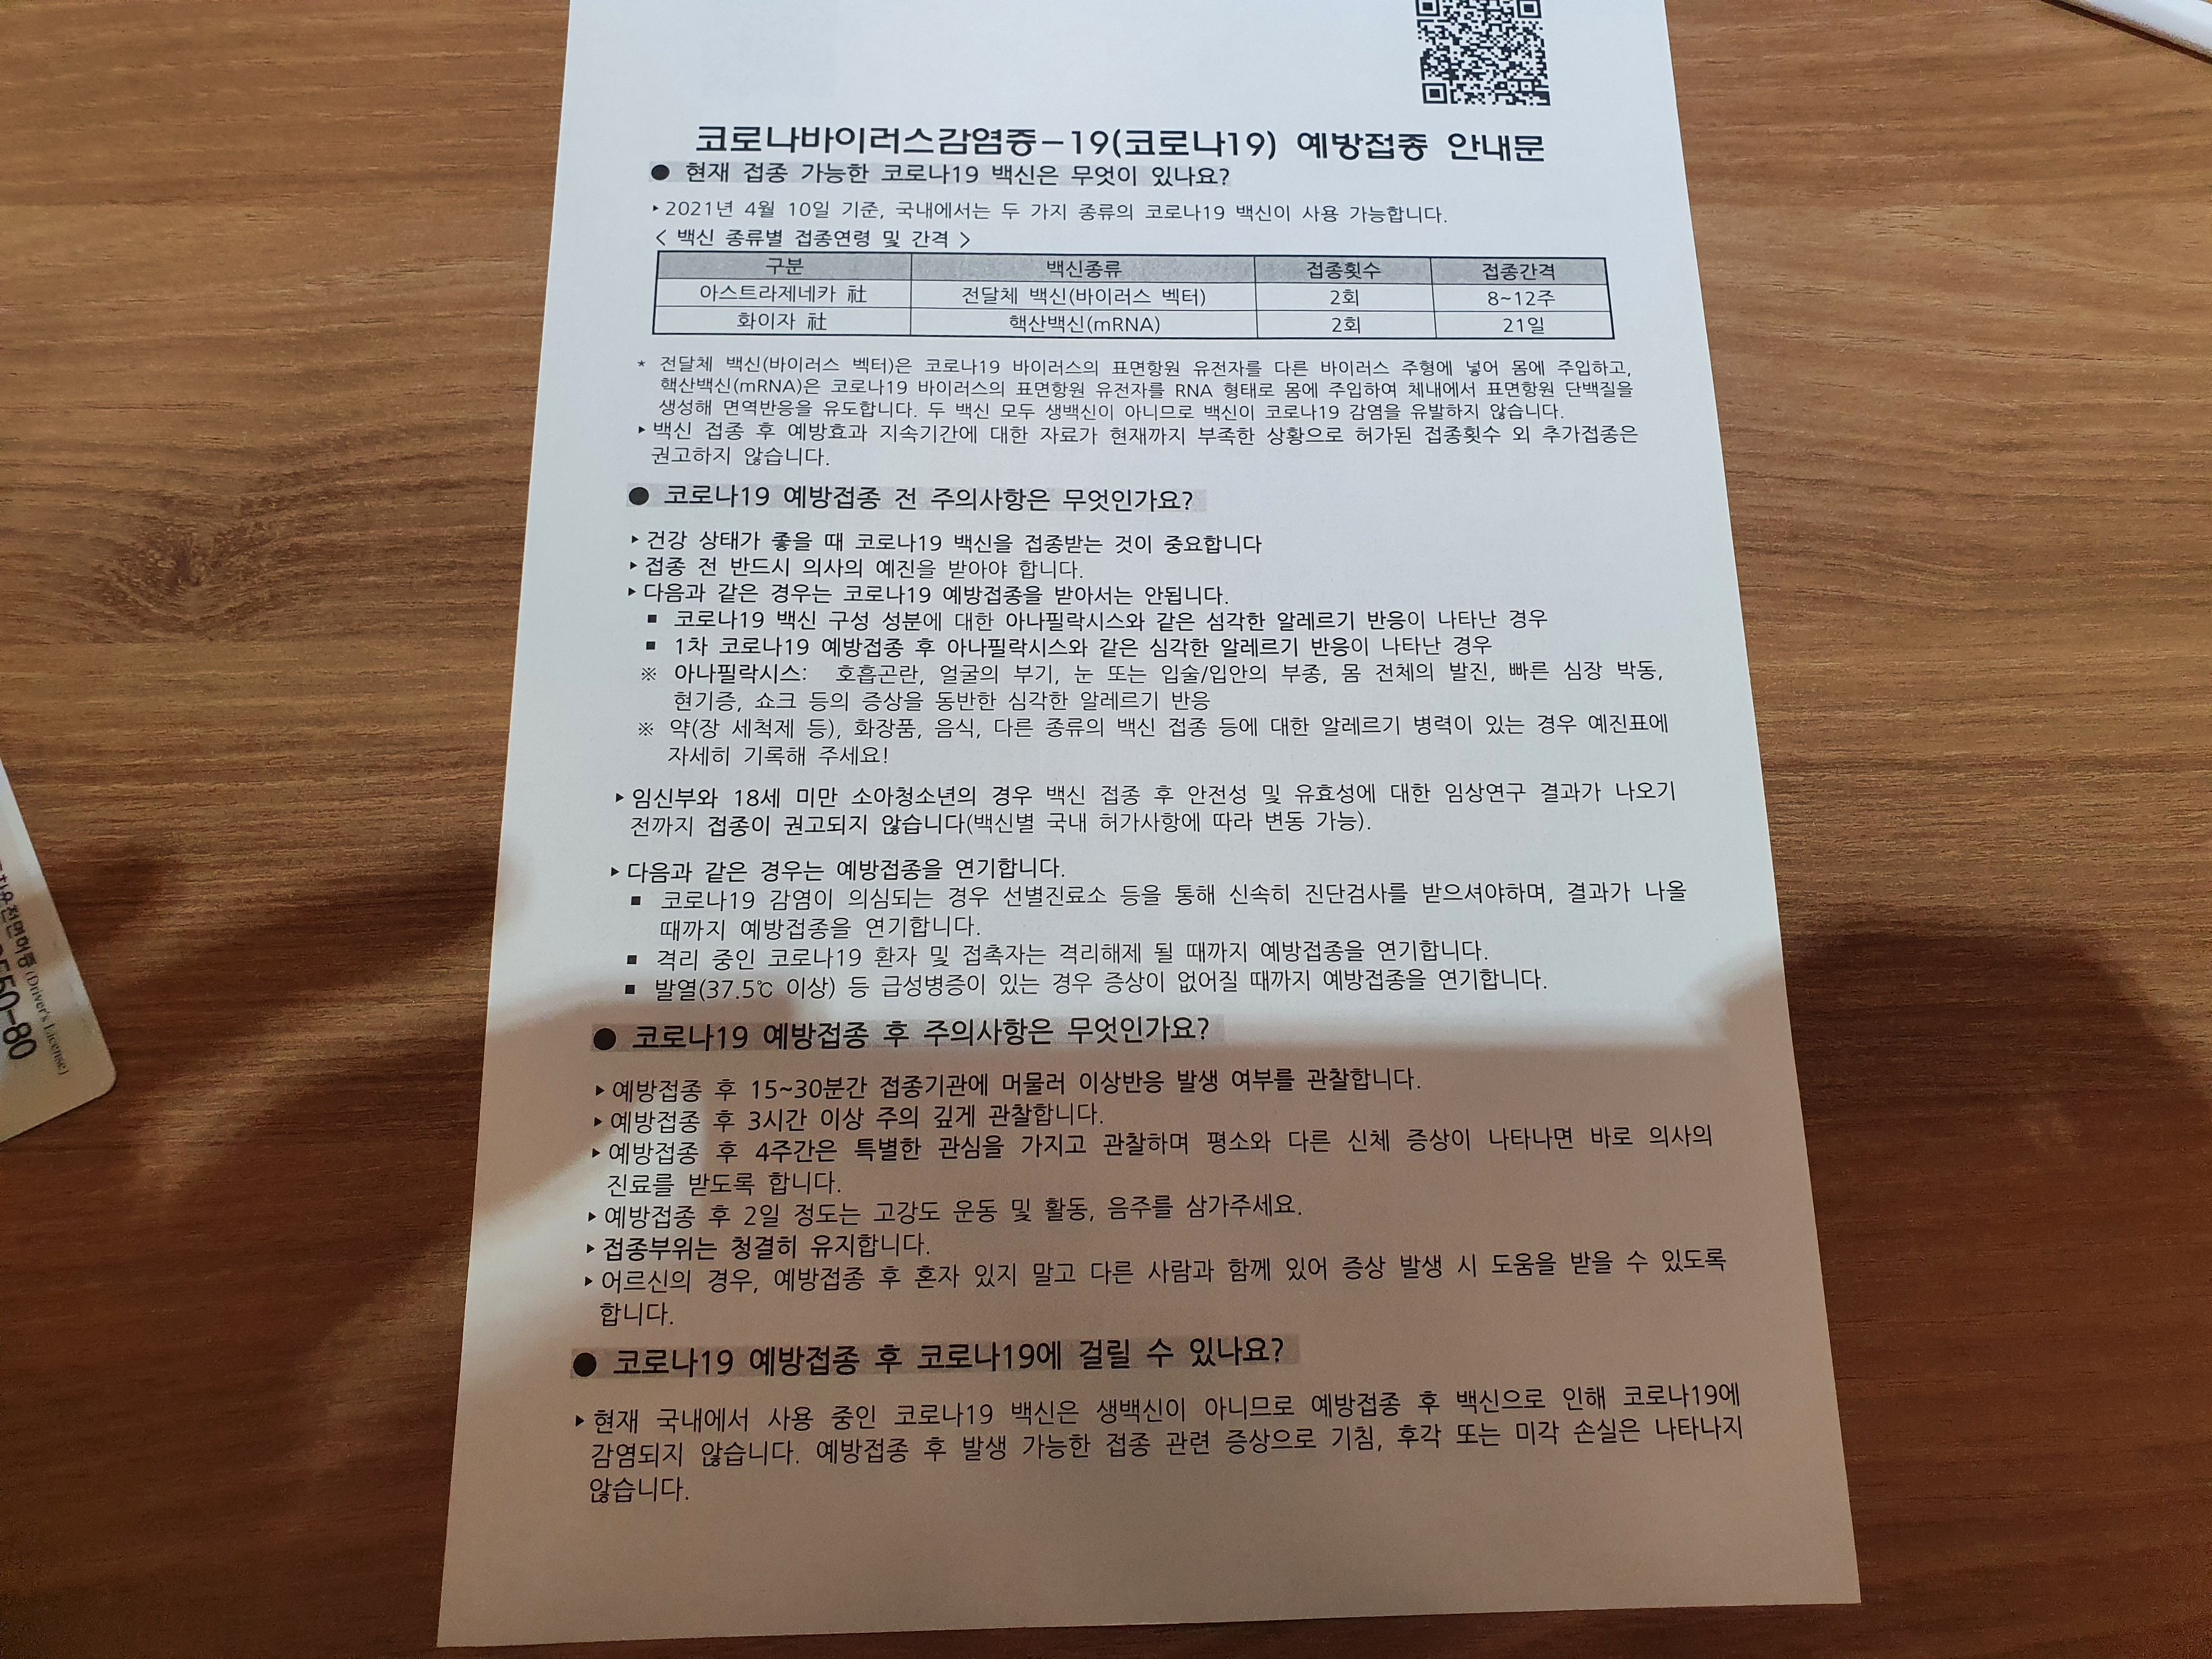 코로나바이러스감염증-19(코로나19) 예방접종 안내문
● 현재 접종 가능한 코로나19 백신은 무엇이 있나요?
▸2021년 4월 10일 기준, 국내에서는 두 가지 종류의 코로나19 백신이 사용 가능합니다.
< 백신 종류별 접종연령 및 간격 >
구분 백신종류 접종횟수 접종간격
아스트라제네카 社 전달체 백신(바이러스 벡터) 2회 8~12주
화이자 社 핵산백신(mRNA) 2회 21일
* 전달체 백신(바이러스 벡터)은 코로나19 바이러스의 표면항원 유전자를 다른 바이러스 주형에 넣어 몸에 주입하고,
핵산백신(mRNA)은 코로나19 바이러스의 표면항원 유전자를 RNA 형태로 몸에 주입하여 체내에서 표면항원 단백질을
생성해 면역반응을 유도합니다. 두 백신 모두 생백신이 아니므로 백신이 코로나19 감염을 유발하지 않습니다.
▸백신 접종 후 예방효과 지속기간에 대한 자료가 현재까지 부족한 상황으로 허가된 접종횟수 외 추가접종은
권고하지 않습니다.
● 코로나19 예방접종 전 주의사항은 무엇인가요?
▸건강 상태가 좋을 때 코로나19 백신을 접종받는 것이 중요합니다
▸접종 전 반드시 의사의 예진을 받아야 합니다.
▸다음과 같은 경우는 코로나19 예방접종을 받아서는 안됩니다.
■ 코로나19 백신 구성 성분에 대한 아나필락시스와 같은 심각한 알레르기 반응이 나타난 경우
■ 1차 코로나19 예방접종 후 아나필락시스와 같은 심각한 알레르기 반응이 나타난 경우
※ 아나필락시스: 호흡곤란, 얼굴의 부기, 눈 또는 입술/입안의 부종, 몸 전체의 발진, 빠른 심장 박동,
현기증, 쇼크 등의 증상을 동반한 심각한 알레르기 반응
※ 약(장 세척제 등), 화장품, 음식, 다른 종류의 백신 접종 등에 대한 알레르기 병력이 있는 경우 예진표에
자세히 기록해 주세요!
▸임신부와 18세 미만 소아청소년의 경우 백신 접종 후 안전성 및 유효성에 대한 임상연구 결과가 나오기
전까지 접종이 권고되지 않습니다(백신별 국내 허가사항에 따라 변동 가능).
▸다음과 같은 경우는 예방접종을 연기합니다.
■ 코로나19 감염이 의심되는 경우 선별진료소 등을 통해 신속히 진단검사를 받으셔야하며, 결과가 나올
때까지 예방접종을 연기합니다.
■ 격리 중인 코로나19 환자 및 접촉자는 격리해제 될 때까지 예방접종을 연기합니다.
■ 발열(37.5℃ 이상) 등 급성병증이 있는 경우 증상이 없어질 때까지 예방접종을 연기합니다.
● 코로나19 예방접종 후 주의사항은 무엇인가요?
▸예방접종 후 15~30분간 접종기관에 머물러 이상반응 발생 여부를 관찰합니다.
▸예방접종 후 3시간 이상 주의 깊게 관찰합니다.
▸예방접종 후 4주간은 특별한 관심을 가지고 관찰하며 평소와 다른 신체 증상이 나타나면 바로 의사의
진료를 받도록 합니다.
▸예방접종 후 2일 정도는 고강도 운동 및 활동, 음주를 삼가주세요.
▸접종부위는 청결히 유지합니다.
▸어르신의 경우, 예방접종 후 혼자 있지 말고 다른 사람과 함께 있어 증상 발생 시 도움을 받을 수 있도록
합니다.
● 코로나19 예방접종 후 코로나19에 걸릴 수 있나요?
▸현재 국내에서 사용 중인 코로나19 백신은 생백신이 아니므로 예방접종 후 백신으로 인해 코로나19에
감염되지 않습니다. 예방접종 후 발생 가능한 접종 관련 증상으로 기침, 후각 또는 미각 손실은 나타나지
않습니다.
(Driver's License)